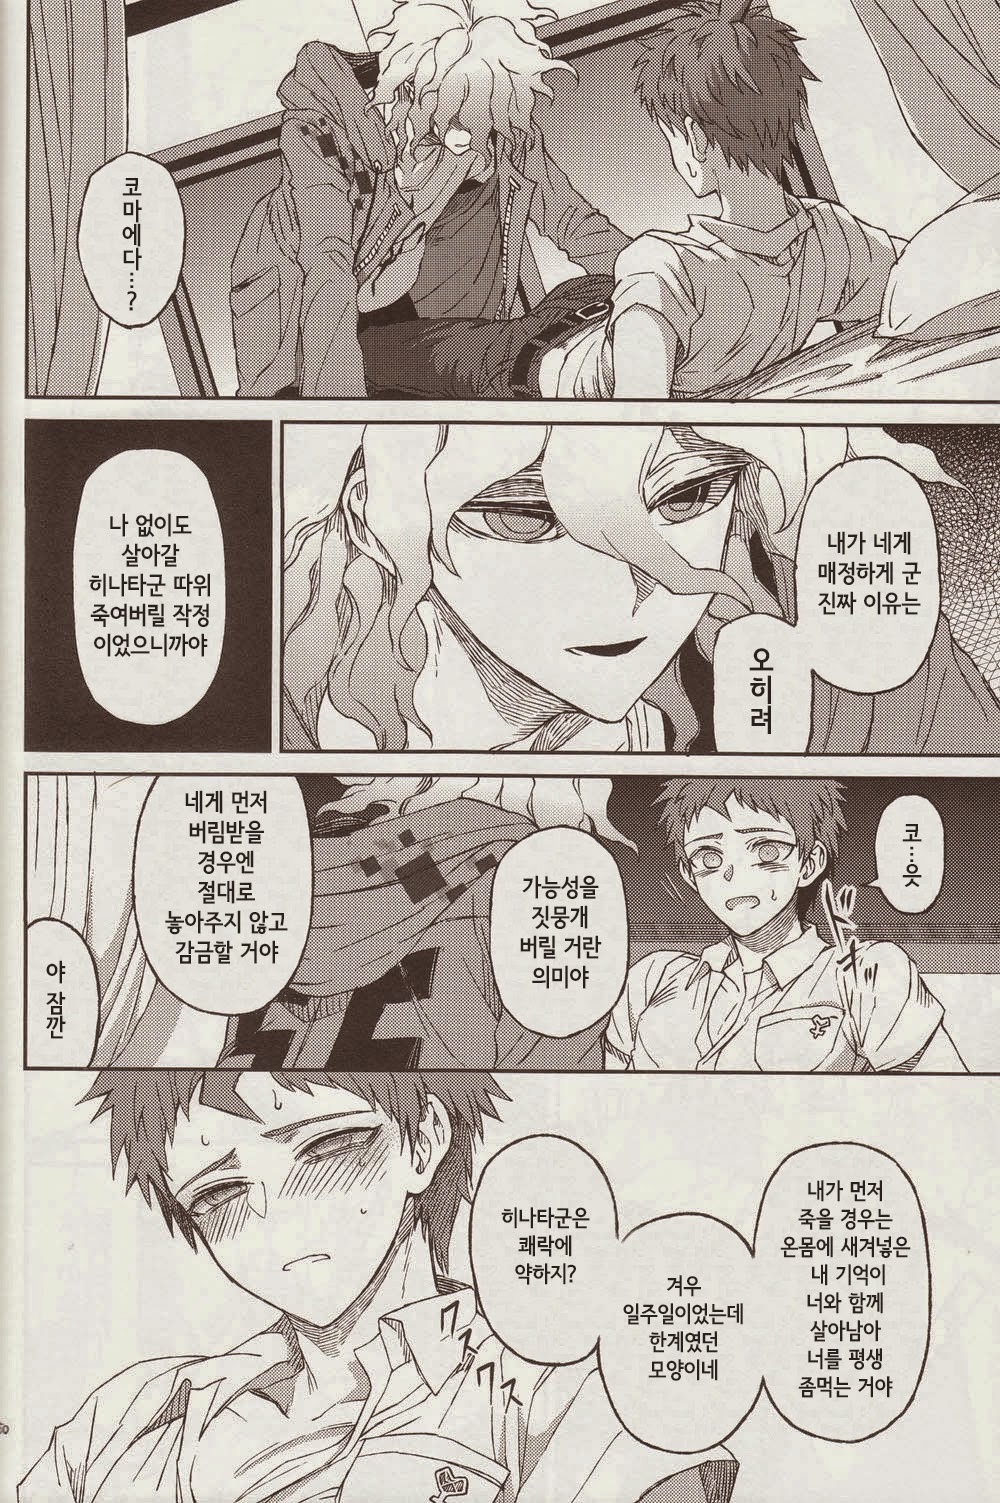 코마에다…?
내가 네게
매정하게 군
진짜 이유는
오히려
나 없이도
살아갈
히나타군 따위
죽여버릴 작정
이었으니까야
코…읏
ドキ
가능성을
짓뭉개
버릴 거란
의미야
네게 먼저
버림받을
경우엔
절대로
놓아주지 않고
감금할 거야
야 잠깐
내가 먼저
죽을 경우는
온몸에 새겨넣은
내 기억이
너와 함께
살아남아
너를 평생
좀먹는 거야
겨우
일주일이었는데
한계였던
모양이네
히나타군은
쾌락에
약하지?
クスクス